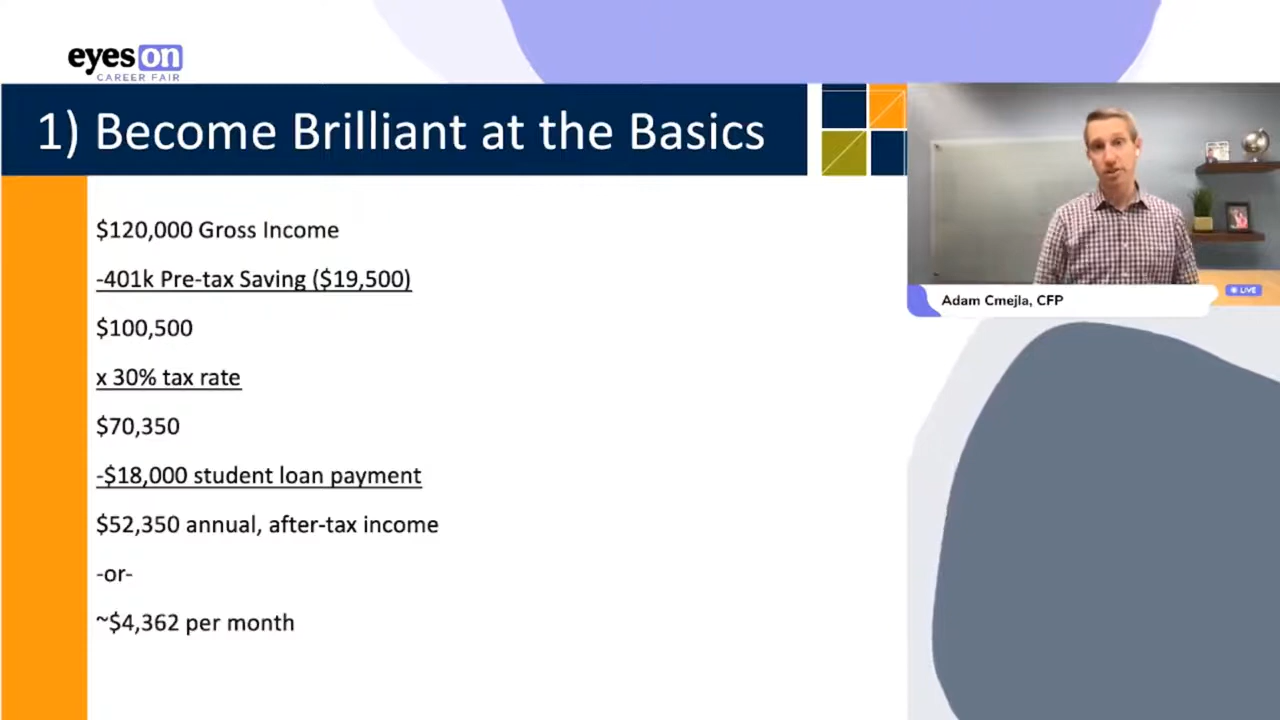 eyes on
CAREER FAIR
1) Become Brilliant at the Basics
$120,000 Gross Income
-401k Pre-tax Saving ($19,500)
$100,500
x 30% tax rate
$70,350
-$18,000 student loan payment
$52,350 annual, after-tax income
-or-
~$4,362 per month
LIVE
Adam Cmejla, CFP